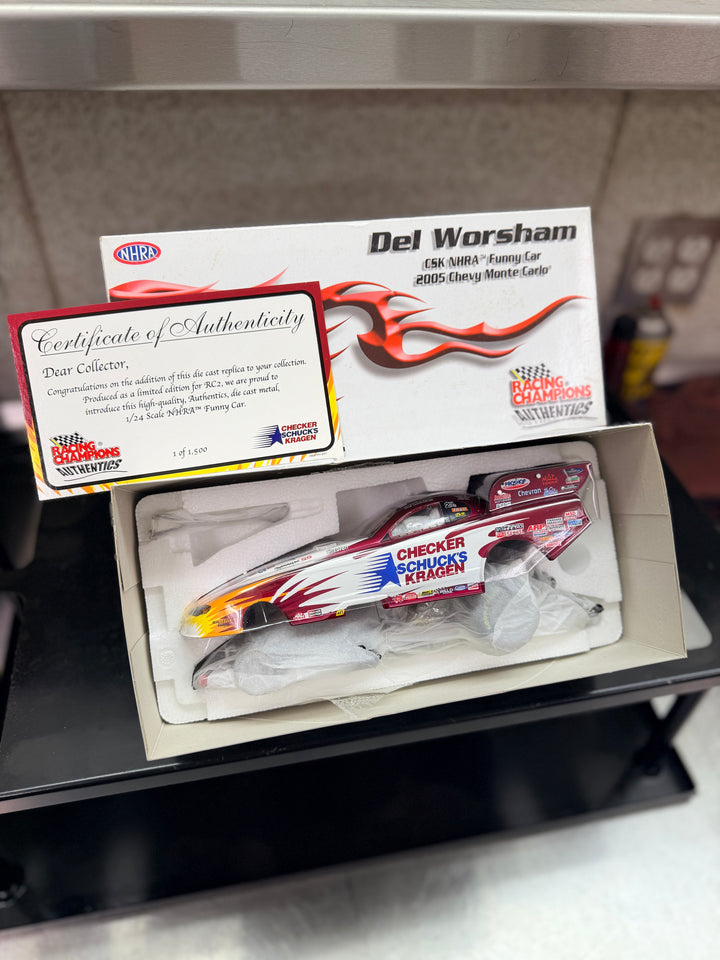 NHRA
Del Worsham
CSK NHRA™ Funny Car
2005 Chevy Monte Carlo
RACING
CHAMPIONS
AUTHENTICS
Certificate of Authenticity
Dear Collector,
Congratulations on the addition of this die cast replica to your collection.
Produced as a limited edition for RC2, we are proud to
introduce this high-quality, Authentics, die cast metal,
1/24 Scale NHRA™ Funny Car.
RACING
CHAMPIONS
AUTHENTICS
1 of 1,500
CHECKER
SCHUCK'S
KRAGEN
CHECKER
SCHUCK'S
KRAGEN
Chevron